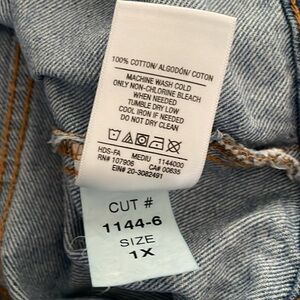 100% COTTON/ ALGODÓN/ COTON
MACHINE WASH COLD
ONLY NON-CHLORINE BLEACH
WHEN NEEDED
TUMBLE DRY LOW
COOL IRON IF NEEDED
DO NOT DRY CLEAN
HDS-FA MEDIU 1144000
RN# 107906 CA# 00635
EIN# 20-3082491
CUT #
1144-6
SIZE
1X